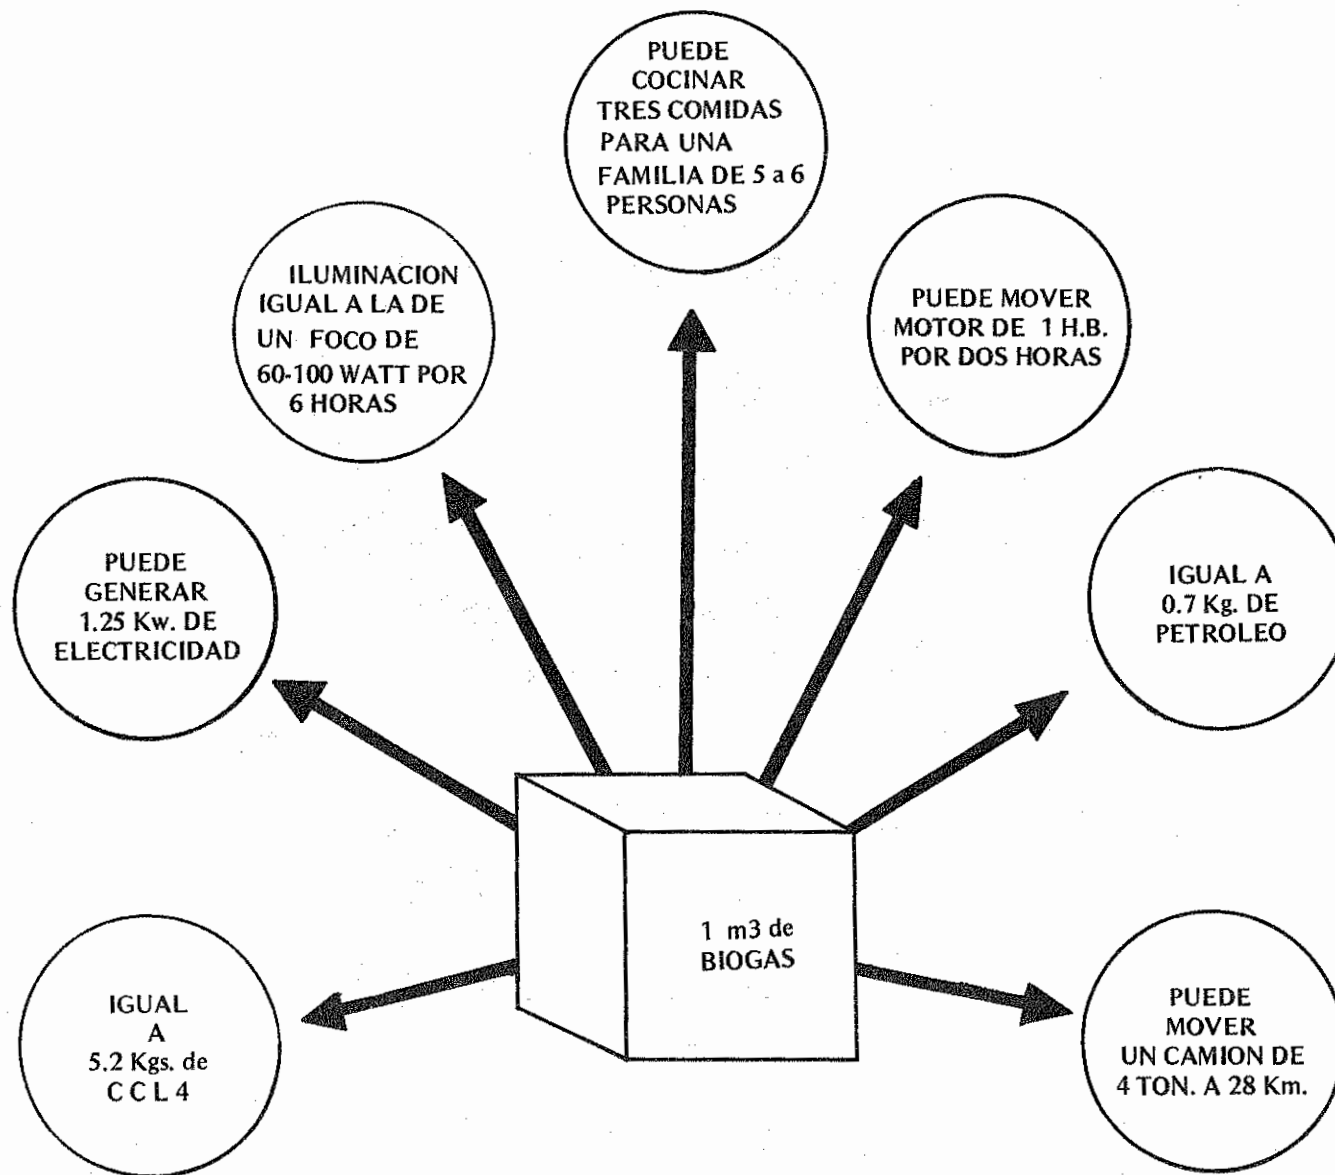 PUEDE
COCINAR
TRES COMIDAS
PARA UNA
FAMILIA DE 5 a 6
PERSONAS
ILUMINACION
IGUAL A LA DE
UN FOCO DE
60-100 WATT POR
6 HORAS
PUEDE MOVER
MOTOR DE 1 H.B.
POR DOS HORAS
PUEDE
GENERAR
1.25 Kw. DE
ELECTRICIDAD
IGUAL A
0.7 Kg. DE
PETROLEO
1 m3 de
BIOGAS
IGUAL
A
5.2 Kgs. de
C C L 4
PUEDE
MOVER
UN CAMION DE
4 TON. A 28 Km.